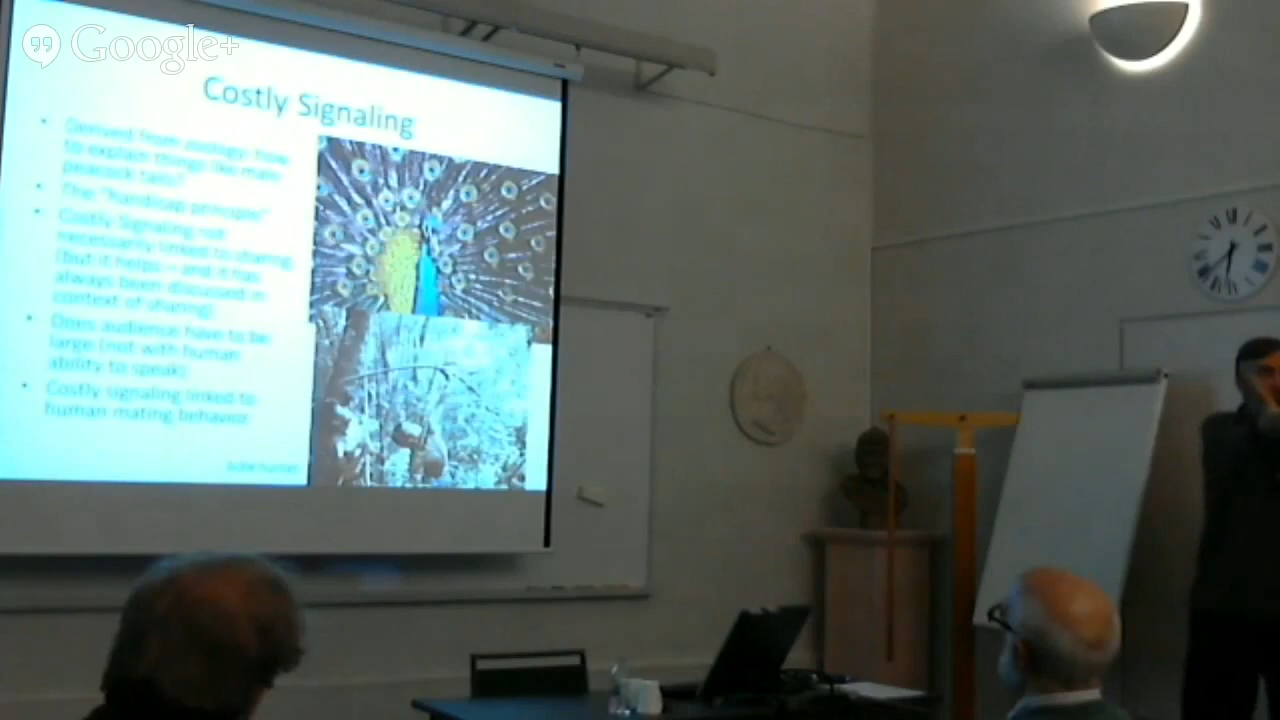 Google+
Costly Signaling
• Derived from zoology: how
to explain things like male
peacock tails?
• The "handicap principle"
• Costly Signaling not
necessarily linked to sharing
(but it helps – and it has
always been discussed in
context of sharing)
• Does audience have to be
large (not with human
ability to speak)
• Costly signaling linked to
human mating behavior